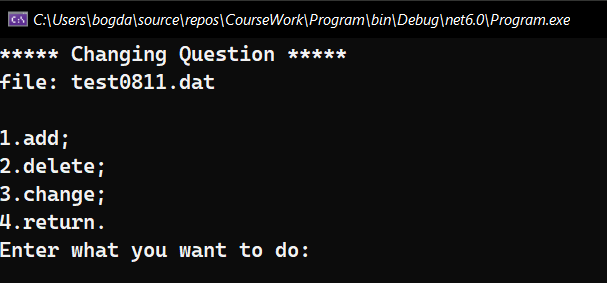 C:\Users\bogda\source\repos\CourseWork\Program\bin\Debug\net6.0\Program.exe
***** Changing Question *****
file: test0811.dat
1.add;
2.delete;
3.change;
4.return.
Enter what you want to do: